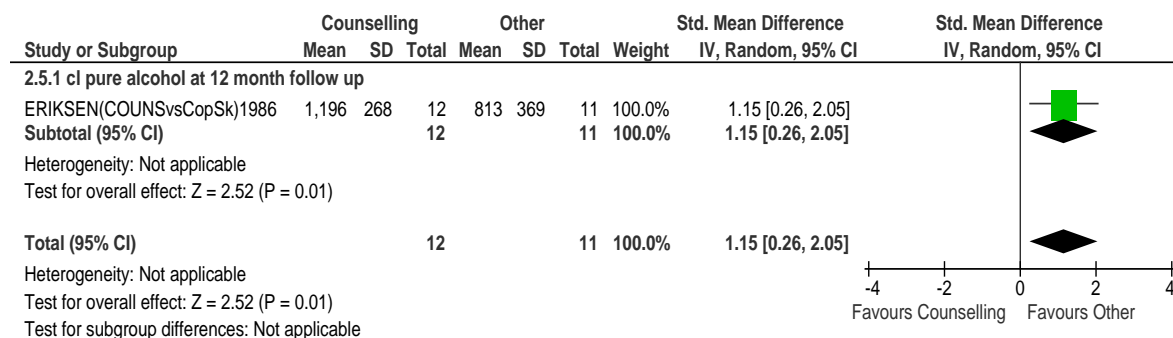 Counselling Other Std. Mean Difference Std. Mean Difference
Study or Subgroup Mean SD Total Mean SD Total Weight IV, Random, 95% CI IV, Random, 95% CI
2.5.1 cl pure alcohol at 12 month follow up
ERIKSEN(COUNSvsCopSk)1986 1,196 268 12 813 369 11 100.0% 1.15 [0.26, 2.05]
Subtotal (95% CI) 12 11 100.0% 1.15 [0.26, 2.05]
Heterogeneity: Not applicable
Test for overall effect: Z = 2.52 (P = 0.01)
Total (95% CI) 12 11 100.0% 1.15 [0.26, 2.05]
Heterogeneity: Not applicable
Test for overall effect: Z = 2.52 (P = 0.01)
Test for subgroup differences: Not applicable
-4 -2 0 2 4
Favours Counselling Favours Other